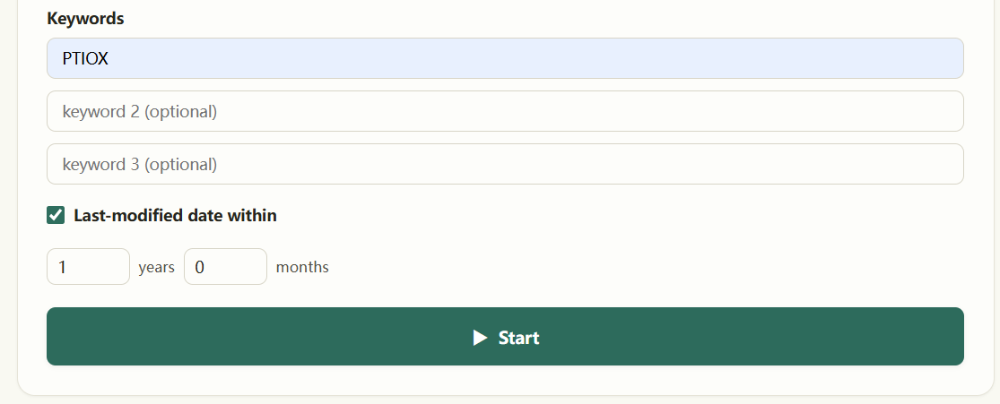 Keywords
PTIOX
keyword 2 (optional)
keyword 3 (optional)
Last-modified date within
1 years 0 months
Start